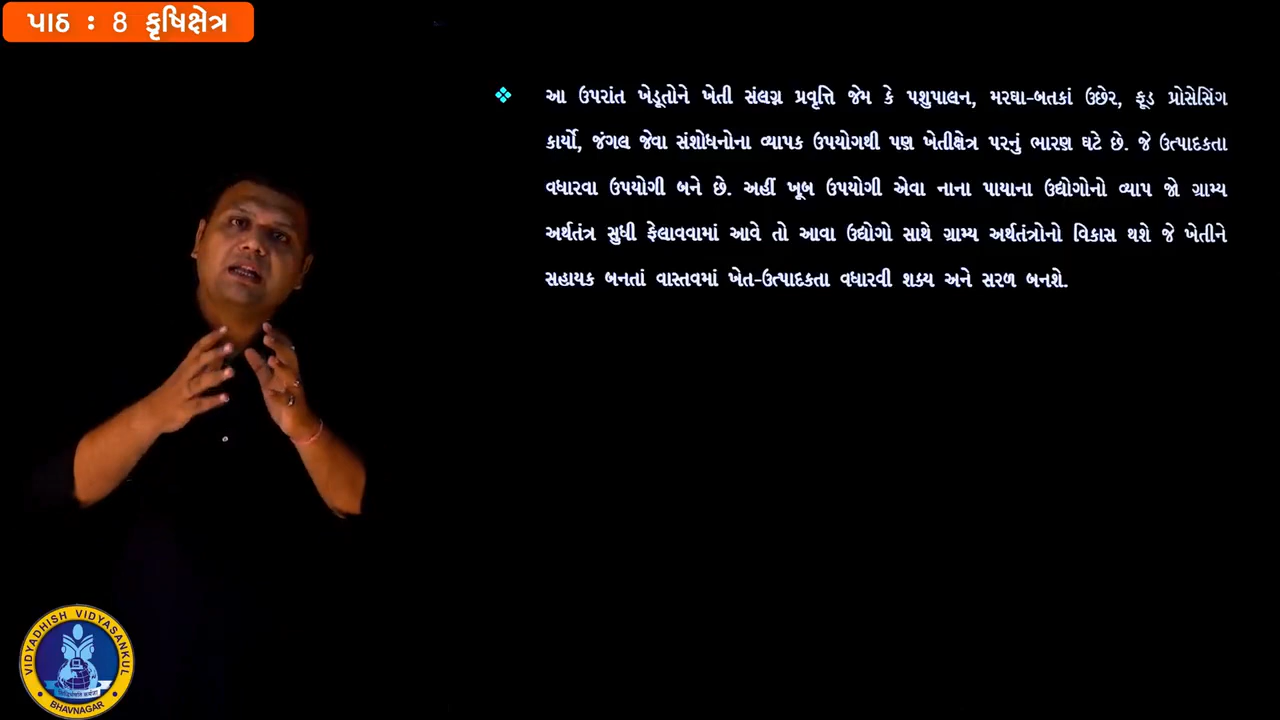 પાઠ : 8 કૃષિક્ષેત્ર
આ ઉપરાંત ખેડૂતોને ખેતી સંલગ્ન પ્રવૃત્તિ જેમ કે પશુપાલન, મરઘા-બતકાં ઉછેર, ફૂડ પ્રોસેસિંગ
કાર્યો, જંગલ જેવા સંશોધનોના વ્યાપક ઉપયોગથી પણ ખેતીક્ષેત્ર પરનું ભારણ ઘટે છે. જે ઉત્પાદકતા
વધારવા ઉપયોગી બને છે. અહીં ખૂબ ઉપયોગી એવા નાના પાયાના ઉદ્યોગોનો વ્યાપ જો ગ્રામ્ય
અર્થતંત્ર સુધી ફેલાવવામાં આવે તો આવા ઉદ્યોગો સાથે ગ્રામ્ય અર્થતંત્રોનો વિકાસ થશે જે ખેતીને
સહાયક બનતાં વાસ્તવમાં ખેત-ઉત્પાદકતા વધારવી શક્ય અને સરળ બનશે.
VIDYADHISH VIDYASANKUL
BHAVNAGAR